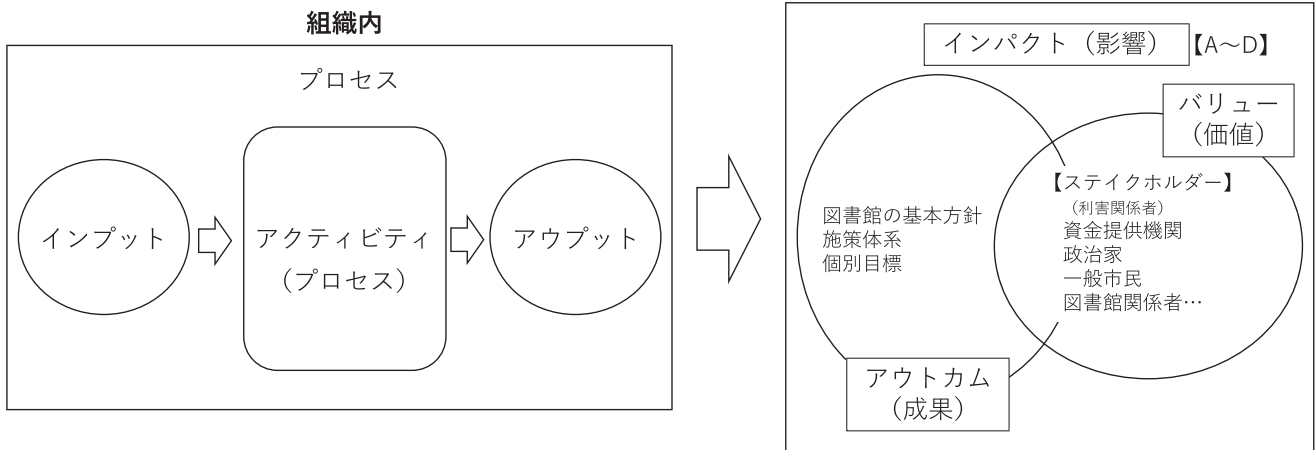 組織内
プロセス
インプット
アクティビティ
（プロセス）
アウプット
インパクト（影響）【A～D】
バリュー
（価値）
【ステイクホルダー】
（利害関係者）
資金提供機関
政治家
一般市民
図書館関係者…
図書館の基本方針
施策体系
個別目標
アウトカム
（成果）